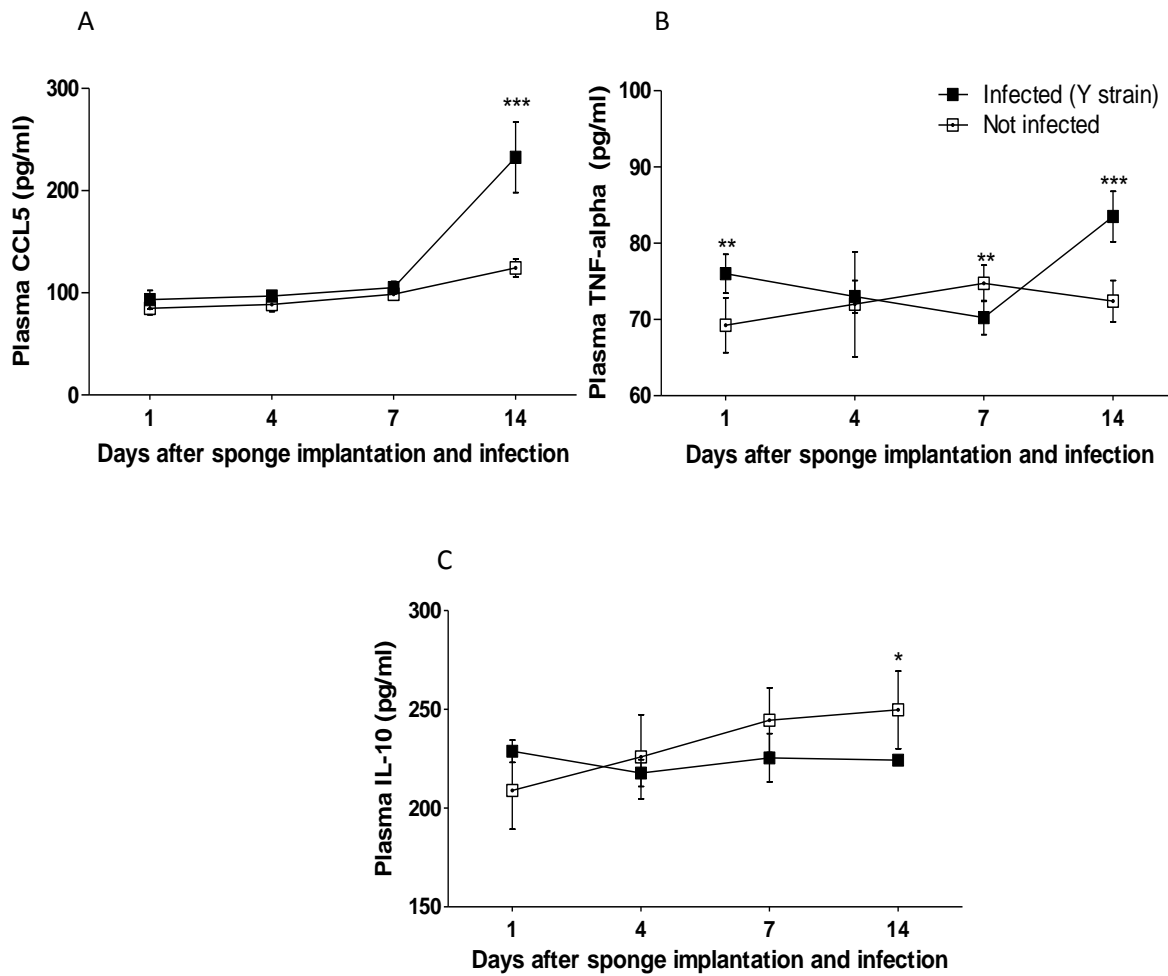 A
B
300
200
100
0
Plasma CCL5 (pg/ml)
***
1 4 7 14
Days after sponge implantation and infection
100
90
80
70
60
Plasma TNF-alpha (pg/ml)
Infected (Y strain)
Not infected
**
**
***
1 4 7 14
Days after sponge implantation and infection
C
300
250
200
150
Plasma IL-10 (pg/ml)
*
1 4 7 14
Days after sponge implantation and infection